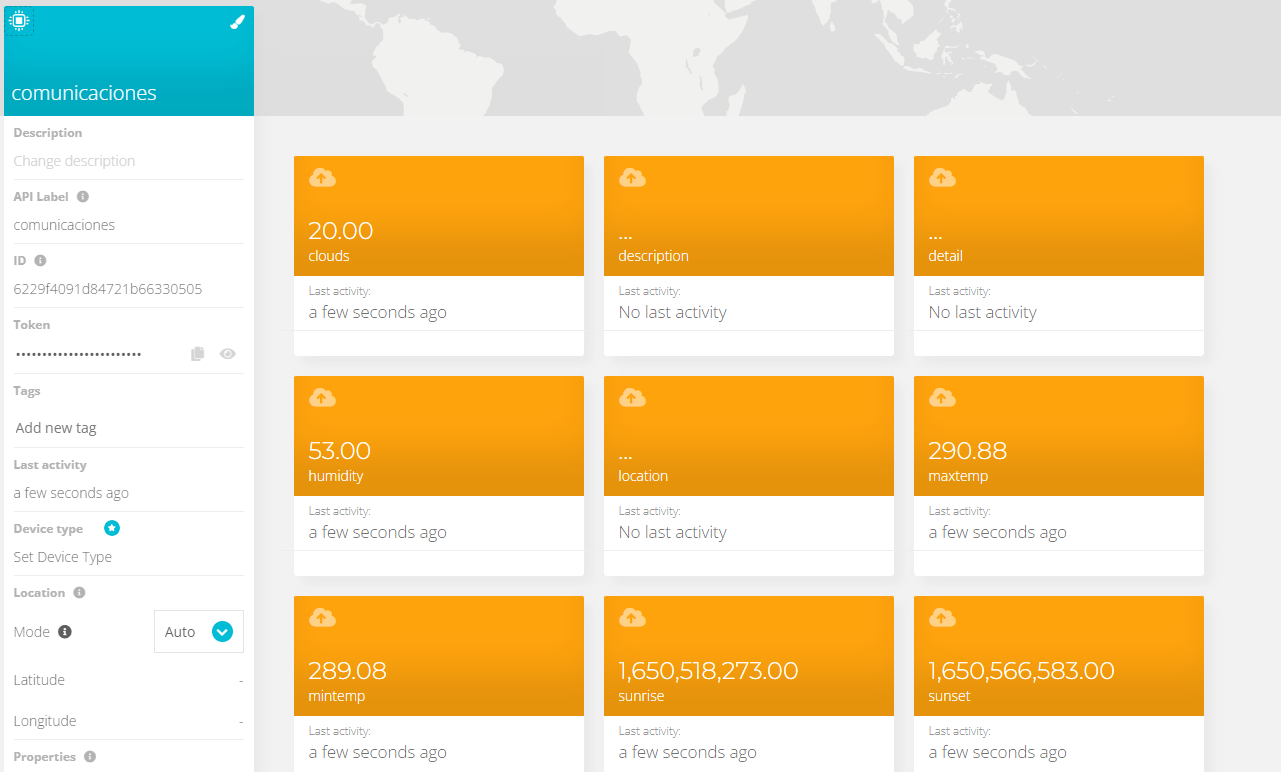 comunicaciones
Description
Change description
API Label
comunicaciones
ID
6229f4091d84721b66330505
Token
••••••••••••••••••••••••
Tags
Add new tag
Last activity
a few seconds ago
Device type
Set Device Type
Location
Mode Auto
Latitude -
Longitude -
Properties
20.00
clouds
Last activity:
a few seconds ago
...
description
Last activity:
No last activity
...
detail
Last activity:
No last activity
53.00
humidity
Last activity:
a few seconds ago
...
location
Last activity:
No last activity
290.88
maxtemp
Last activity:
a few seconds ago
289.08
mintemp
Last activity:
a few seconds ago
1,650,518,273.00
sunrise
Last activity:
a few seconds ago
1,650,566,583.00
sunset
Last activity:
a few seconds ago